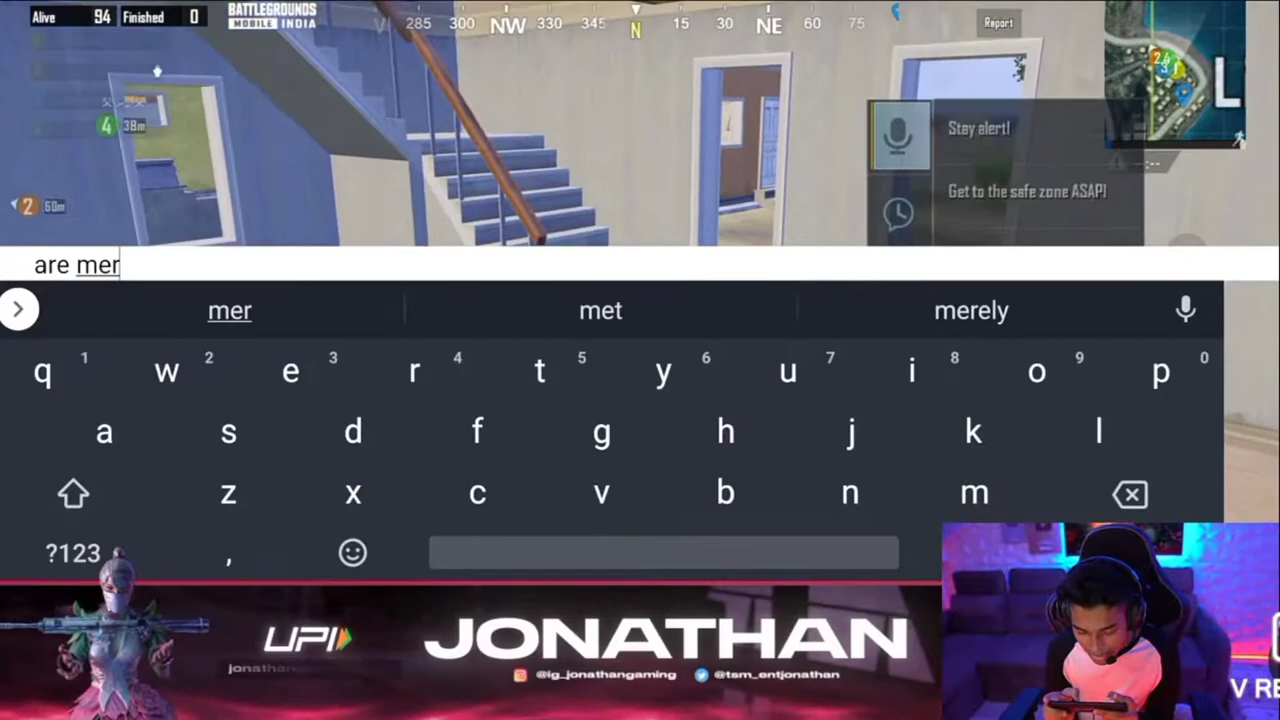 Alive 94 Finished 0
BATTLEGROUNDS
MOBILE INDIA
285 300 NW 330 345 N 15 30 NE 60 75
Report
4 38m
2 60m
Stay alert!
Get to the safe zone ASAP!
L
are mer
mer met merely
q 1 w 2 e 3 r 4 t 5 y 6 u 7 i 8 o 9 p 0
a s d f g h j k l
z x c v b n m
?123 ,
UPI JONATHAN
jonathan
@ig_jonathangaming @tsm_entjonathan
V RE